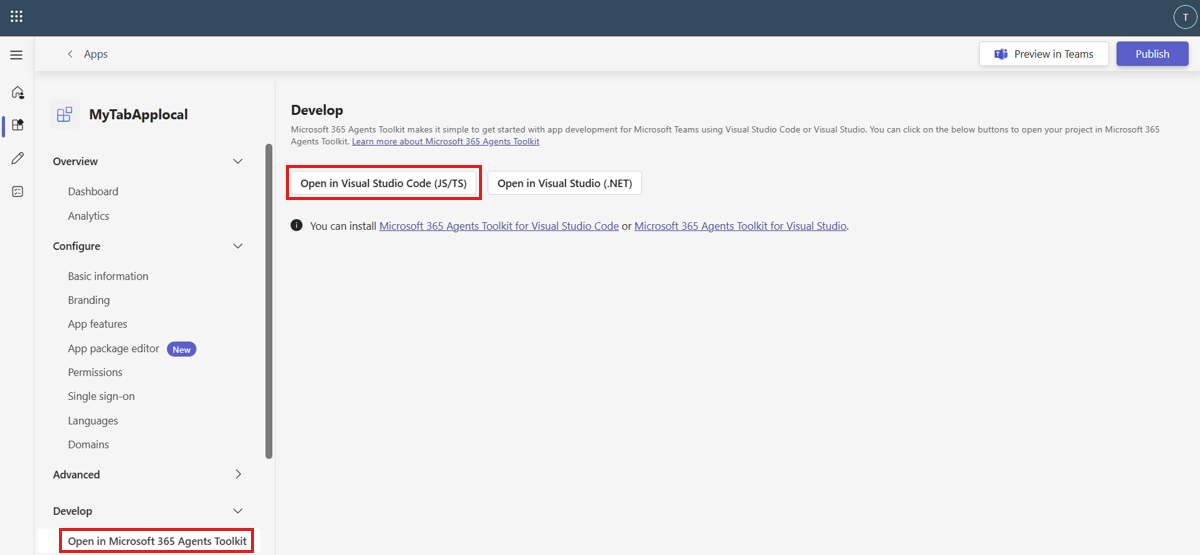 T
Apps
Preview in Teams
Publish
MyTabApplocal
Overview
Dashboard
Analytics
Configure
Basic information
Branding
App features
App package editor New
Permissions
Single sign-on
Languages
Domains
Advanced
Develop
Open in Microsoft 365 Agents Toolkit
Develop
Microsoft 365 Agents Toolkit makes it simple to get started with app development for Microsoft Teams using Visual Studio Code or Visual Studio. You can click on the below buttons to open your project in Microsoft 365
Agents Toolkit. Learn more about Microsoft 365 Agents Toolkit
Open in Visual Studio Code (JS/TS)
Open in Visual Studio (.NET)
You can install Microsoft 365 Agents Toolkit for Visual Studio Code or Microsoft 365 Agents Toolkit for Visual Studio.